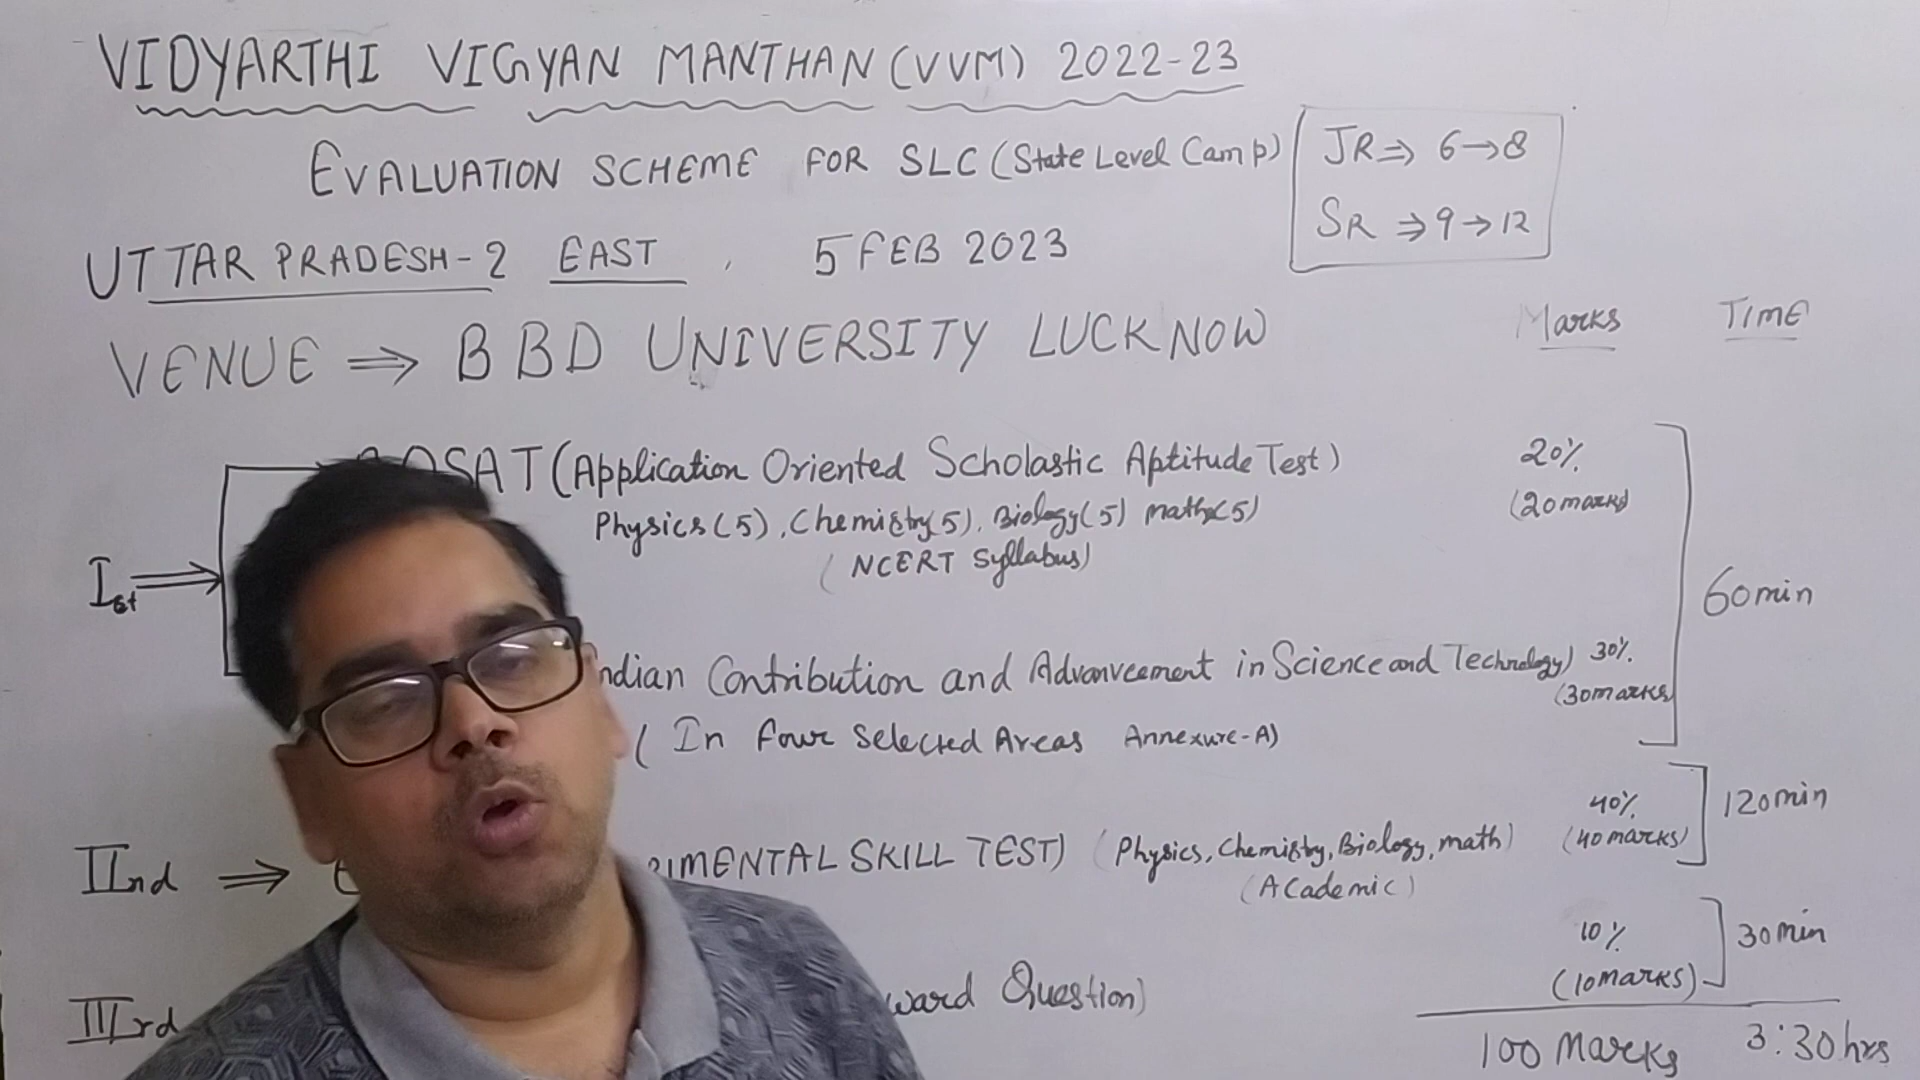 VIDYARTHI VIGYAN MANTHAN (VVM) 2022-23
EVALUATION SCHEME FOR SLC (State Level Camp)
JR ⇒ 6→8
SR ⇒ 9→12
UTTAR PRADESH-2 EAST, 5 FEB 2023
VENUE ⇒ BBD UNIVERSITY LUCKNOW
Marks TIME
OSAT (Application Oriented Scholastic Aptitude Test) 20%
Physics(5), Chemistry(5), Biology(5) math(5) (20 marks)
(NCERT Syllabus)
Ist ⇒ 60 min
ndian Contribution and Advancement in Science and Technology) 30%
(30 marks)
(In Four Selected Areas Annexure-A)
IInd ⇒ RIMENTAL SKILL TEST) (Physics, Chemistry, Biology, math) 40% 120 min
(40 marks)
(Academic)
IIIrd ward Question) 10% 30 min
(10 marks)
100 Marks 3:30 hrs